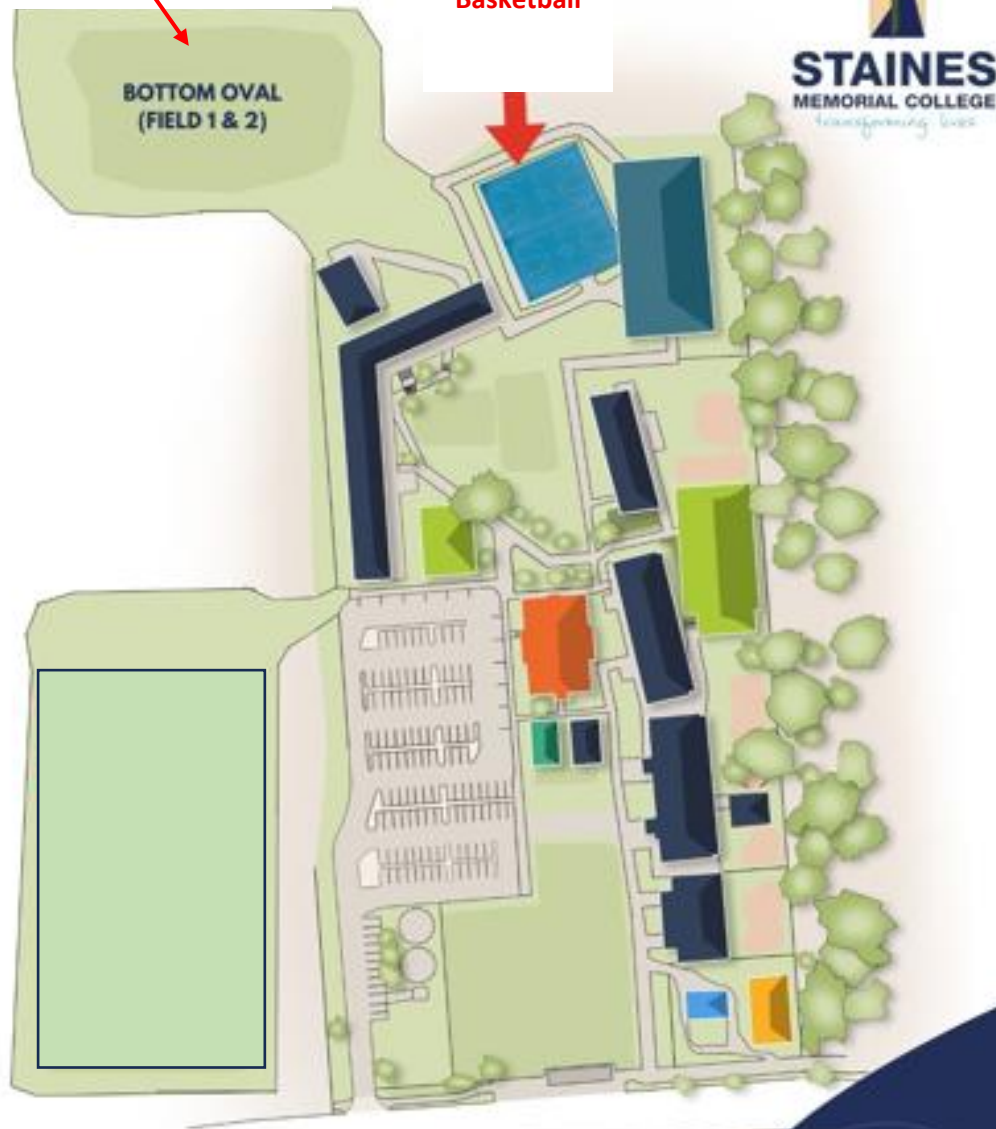 Basketball
STAINES
MEMORIAL COLLEGE
transforming lives
BOTTOM OVAL
(FIELD 1 & 2)